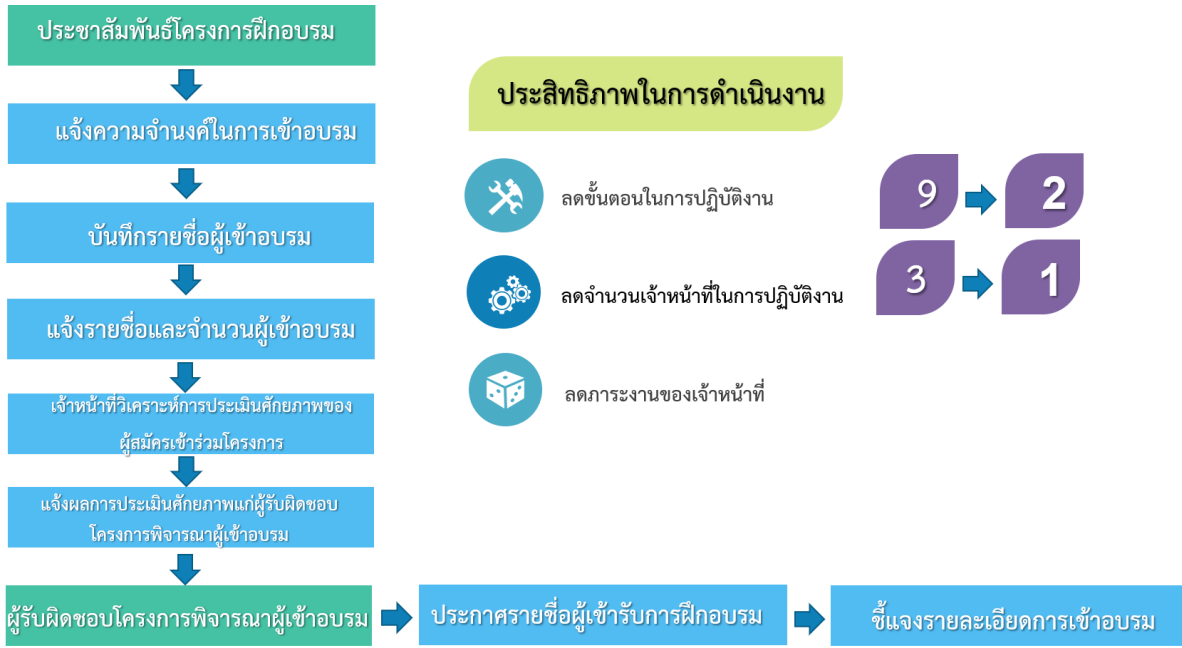 ประชาสัมพันธ์โครงการฝึกอบรม
แจ้งความจำนงค์ในการเข้าอบรม
บันทึกรายชื่อผู้เข้าอบรม
แจ้งรายชื่อและจำนวนผู้เข้าอบรม
เจ้าหน้าที่วิเคราะห์การประเมินศักยภาพของ
ผู้สมัครเข้าร่วมโครงการ
แจ้งผลการประเมินศักยภาพแก่ผู้รับผิดชอบ
โครงการพิจารณาผู้เข้าอบรม
ผู้รับผิดชอบโครงการพิจารณาผู้เข้าอบรม
ประกาศรายชื่อผู้เข้ารับการฝึกอบรม
ชี้แจงรายละเอียดการเข้าอบรม
ประสิทธิภาพในการดำเนินงาน
ลดขั้นตอนในการปฏิบัติงาน
9
2
ลดจำนวนเจ้าหน้าที่ในการปฏิบัติงาน
3
1
ลดภาระงานของเจ้าหน้าที่